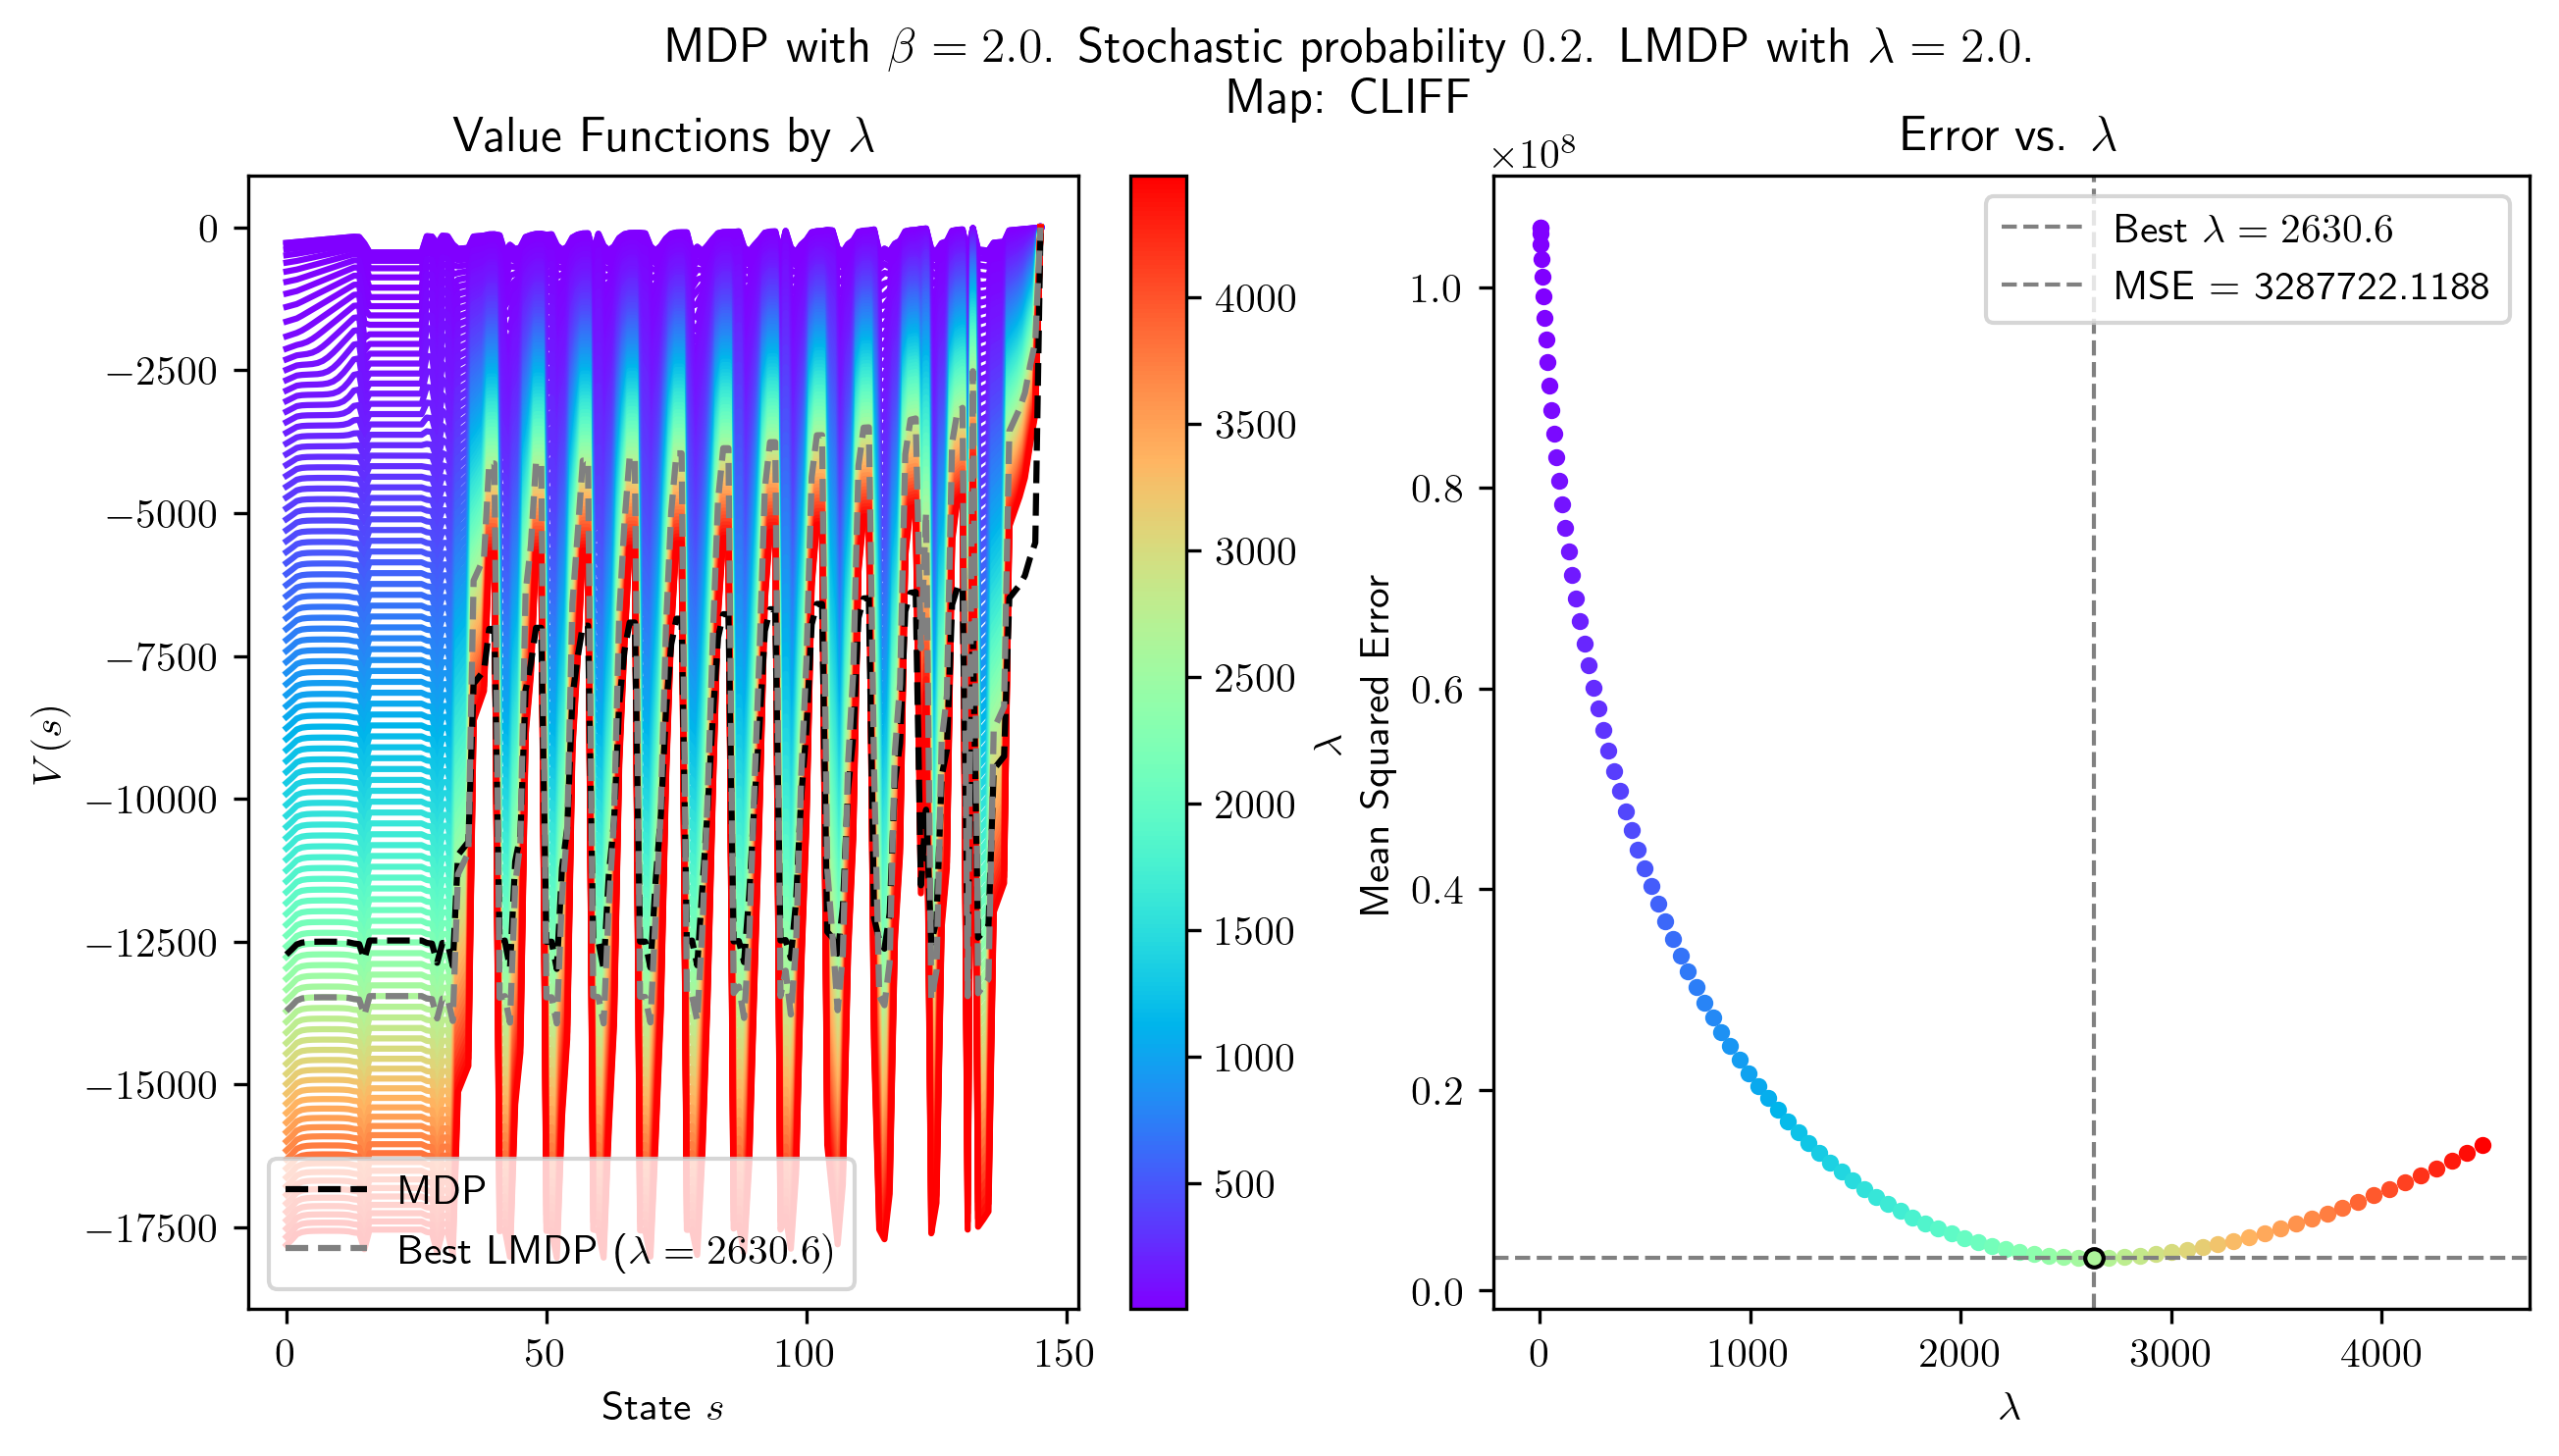 MDP with β = 2.0. Stochastic probability 0.2. LMDP with λ = 2.0.
Map: CLIFF
Value Functions by λ
0
−2500
−5000
−7500
−10000
−12500
−15000
−17500
V(s)
MDP
Best LMDP (λ = 2630.6)
0
50
100
150
State s
4000
3500
3000
2500
2000
1500
1000
500
λ
Error vs. λ
×10⁸
1.0
0.8
0.6
0.4
0.2
0.0
Mean Squared Error
Best λ = 2630.6
MSE = 3287722.1188
0
1000
2000
3000
4000
λ